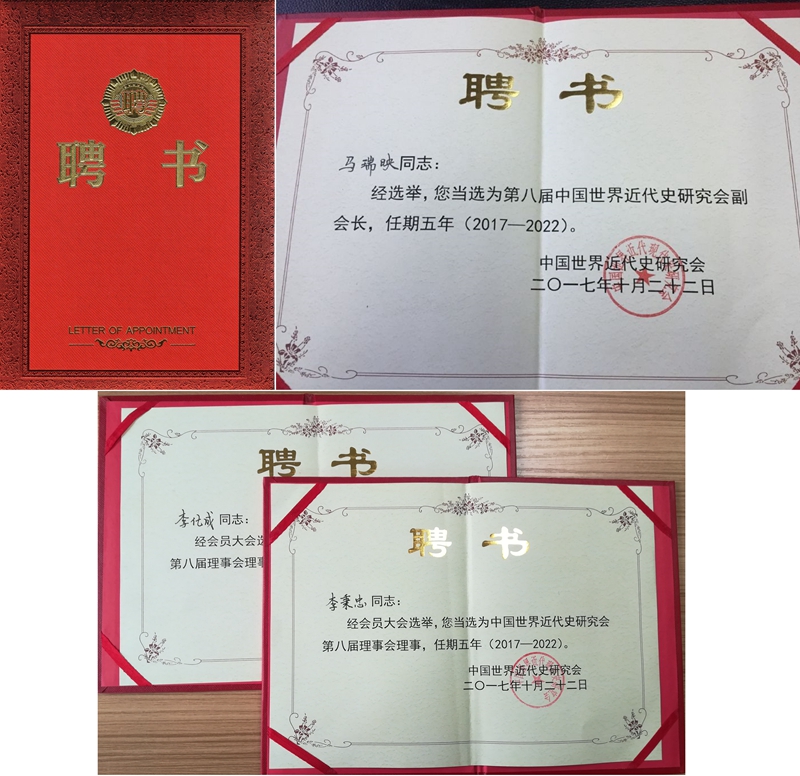 聘
聘 书
LETTER OF APPOINTMENT
聘 书
马瑞映同志：
经选举，您当选为第八届中国世界近代史研究会副
会长，任期五年（2017—2022）。
中国世界近代史研究会
二〇一七年十月二十二日
聘 书
李化成同志：
经会员大会选
第八届理事会理事
聘 书
李秉忠同志：
经会员大会选举，您当选为中国世界近代史研究会
第八届理事会理事，任期五年（2017—2022）。
中国世界近代史研究会
二〇一七年十月二十二日